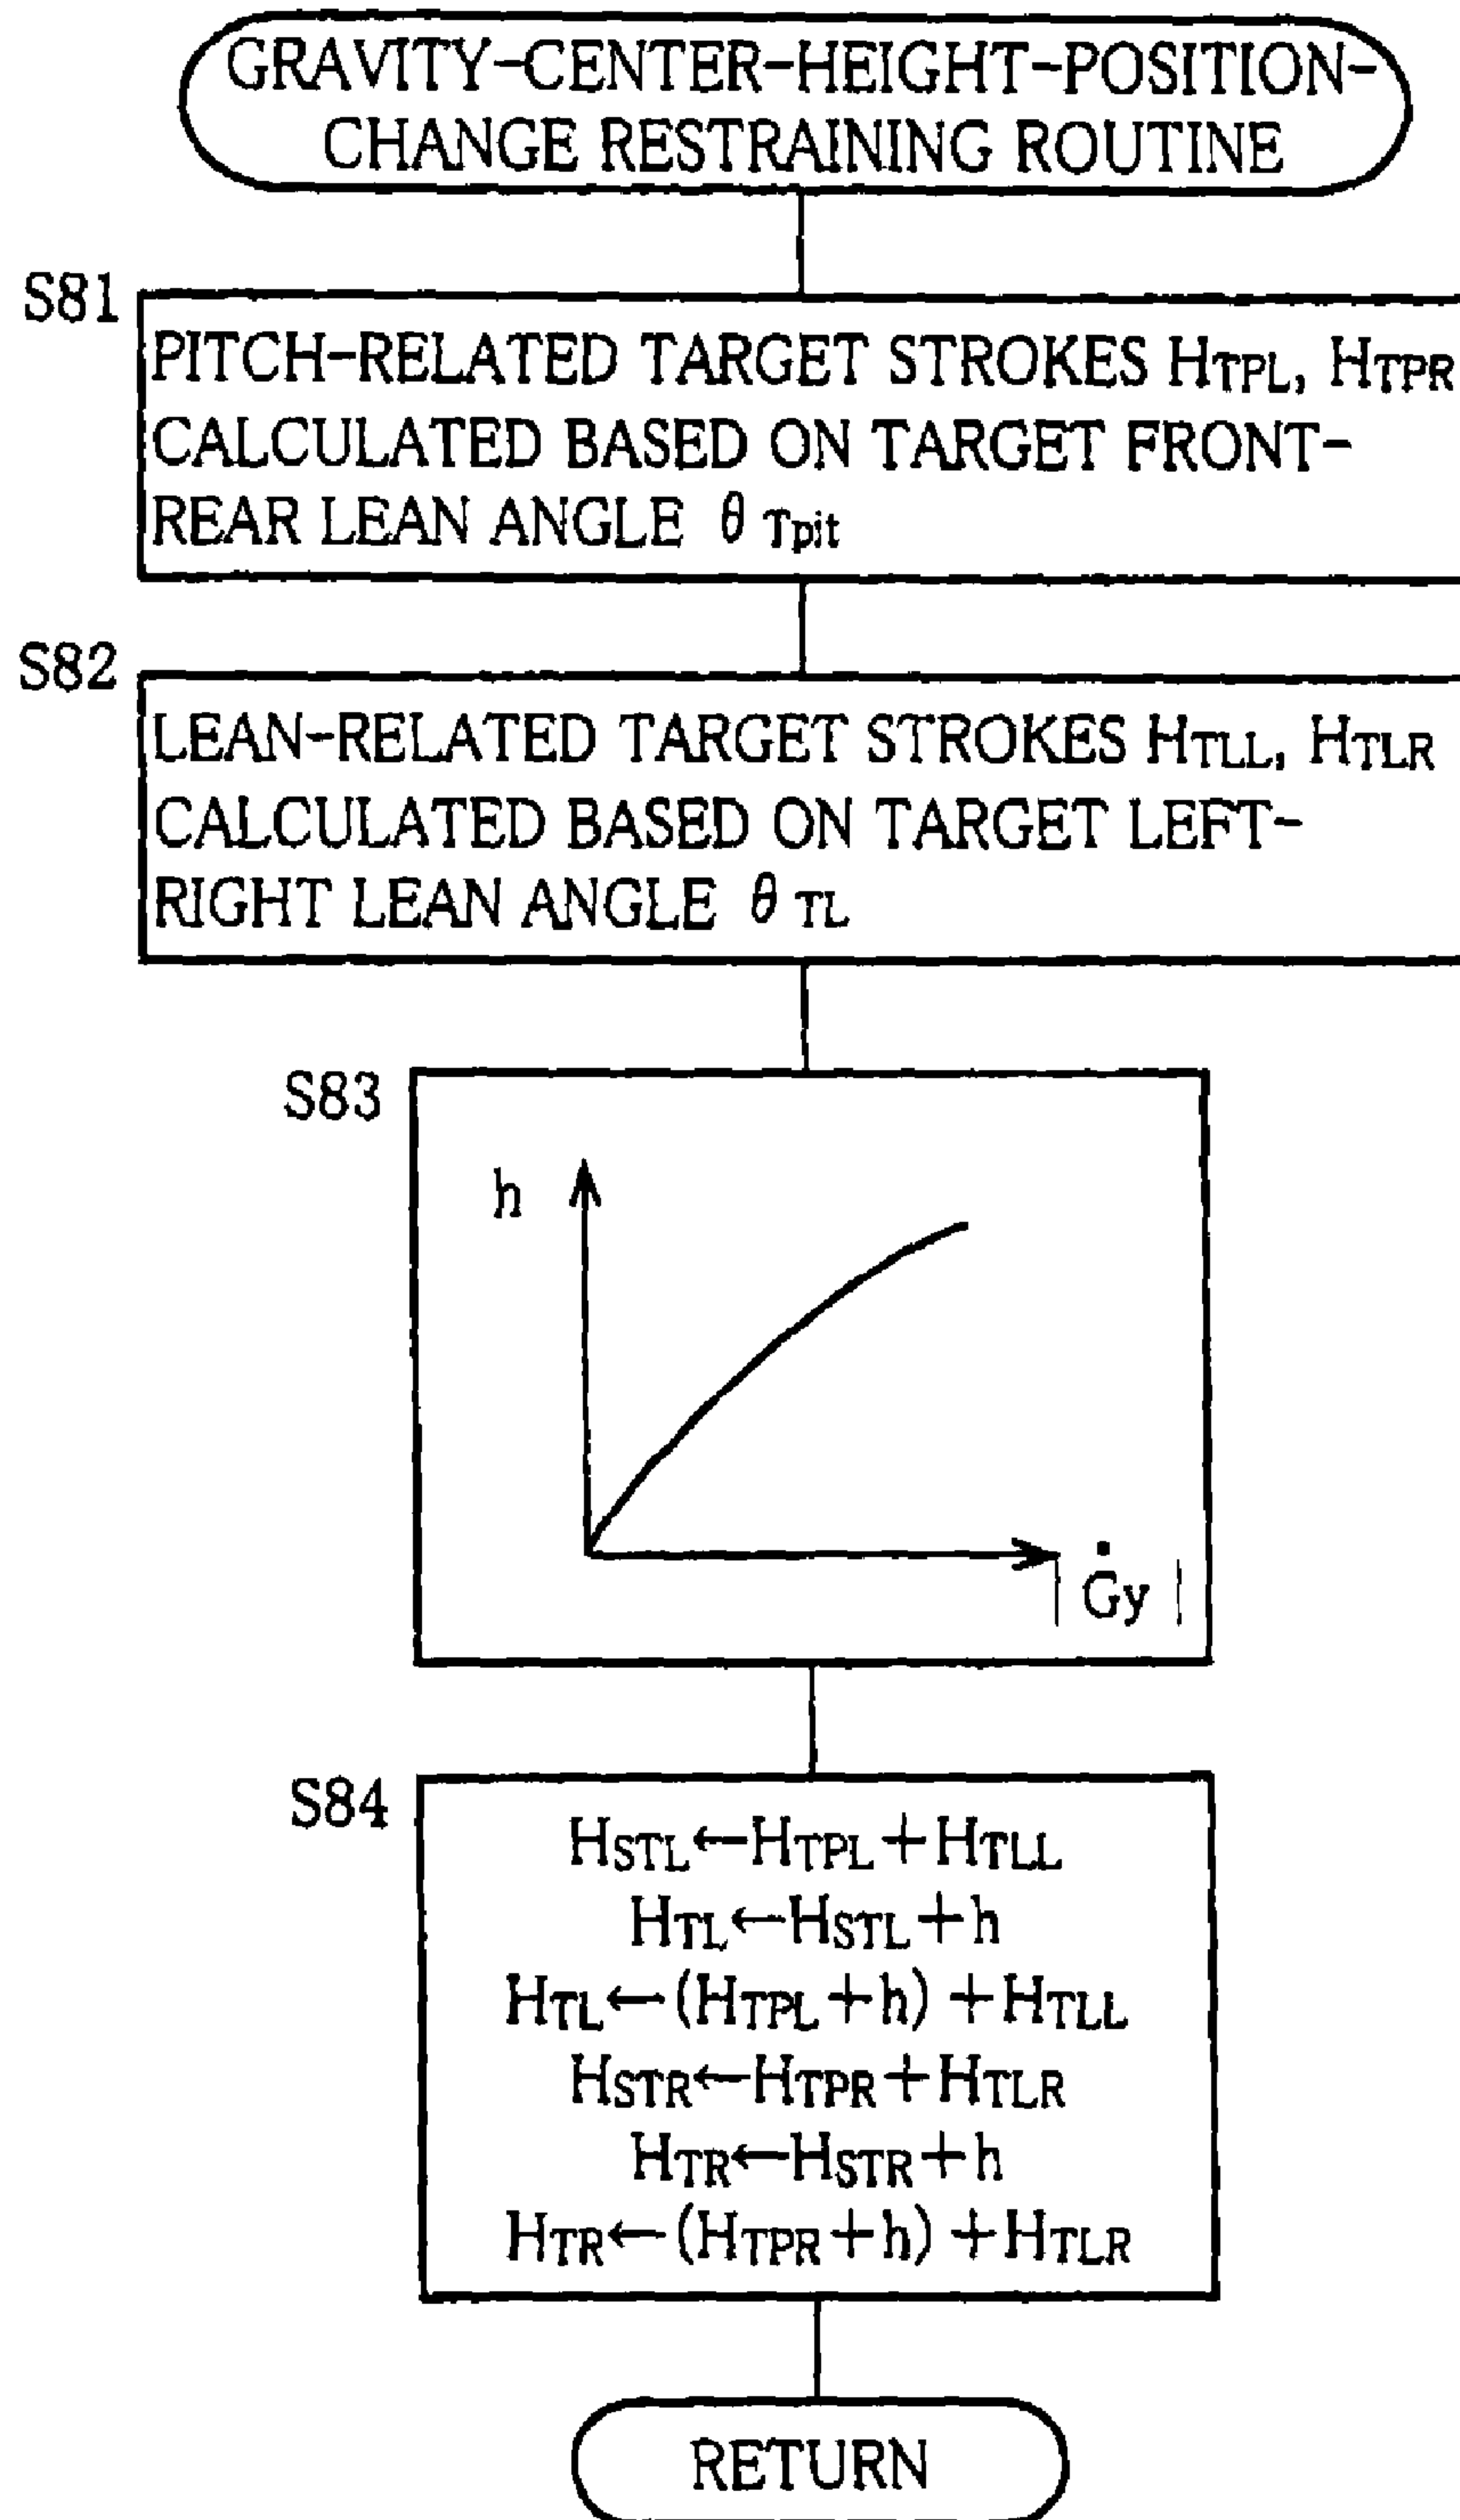 GRAVITY-CENTER-HEIGHT-POSITION-
CHANGE RESTRAINING ROUTINE
S81
PITCH-RELATED TARGET STROKES HTPL, HTPR
CALCULATED BASED ON TARGET FRONT-
REAR LEAN ANGLE θTpit
S82
LEAN-RELATED TARGET STROKES HTLL, HTLR
CALCULATED BASED ON TARGET LEFT-
RIGHT LEAN ANGLE θTL
S83
h
|Ġy|
S84
HSTL←HTPL+HTLL
HTL←HSTL+h
HTL←(HTPL+h)+HTLL
HSTR←HTPR+HTLR
HTR←HSTR+h
HTR←(HTPR+h)+HTLR
RETURN